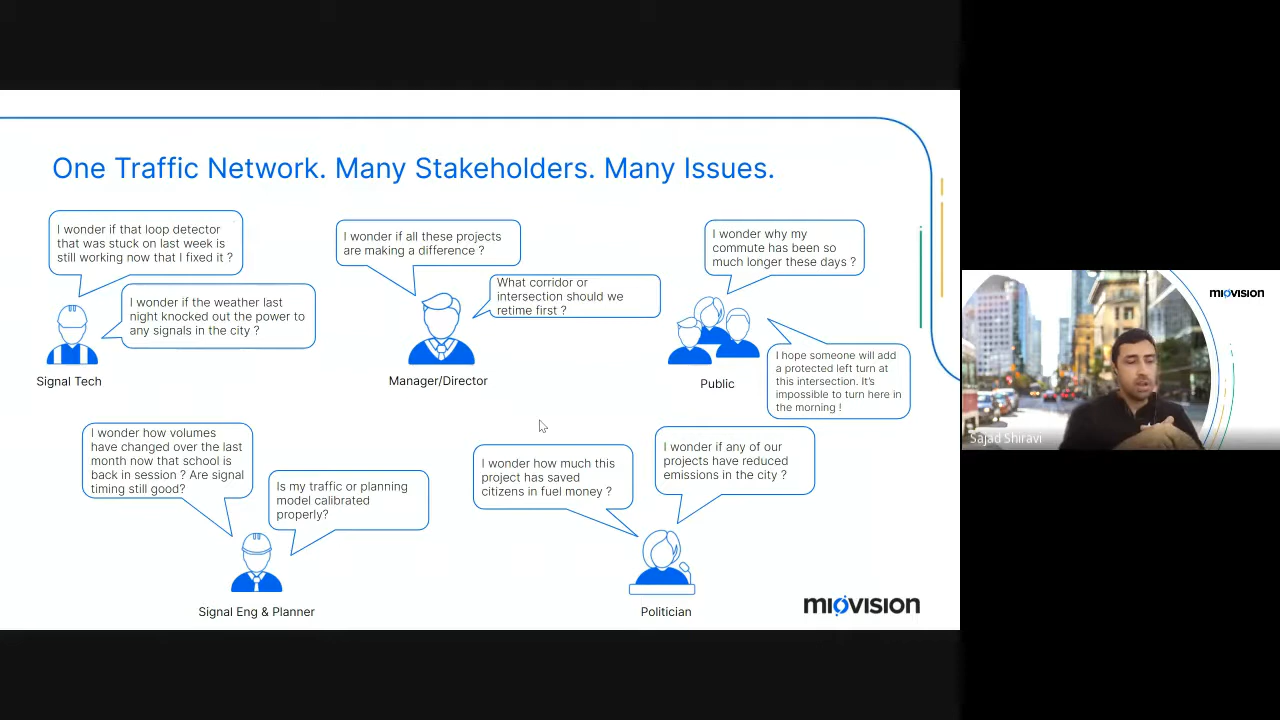 One Traffic Network. Many Stakeholders. Many Issues.
I wonder if that loop detector
that was stuck on last week is
still working now that I fixed it ?
I wonder if the weather last
night knocked out the power to
any signals in the city ?
Signal Tech
I wonder if all these projects
are making a difference ?
What corridor or
intersection should we
retime first ?
Manager/Director
I wonder why my
commute has been so
much longer these days ?
I hope someone will add
a protected left turn at
this intersection. It's
impossible to turn here in
the morning !
Public
I wonder how volumes
have changed over the last
month now that school is
back in session ? Are signal
timing still good?
Is my traffic or planning
model calibrated
properly?
Signal Eng & Planner
I wonder how much this
project has saved
citizens in fuel money ?
I wonder if any of our
projects have reduced
emissions in the city ?
Politician
miovision
miovision
Sajad Shiravi